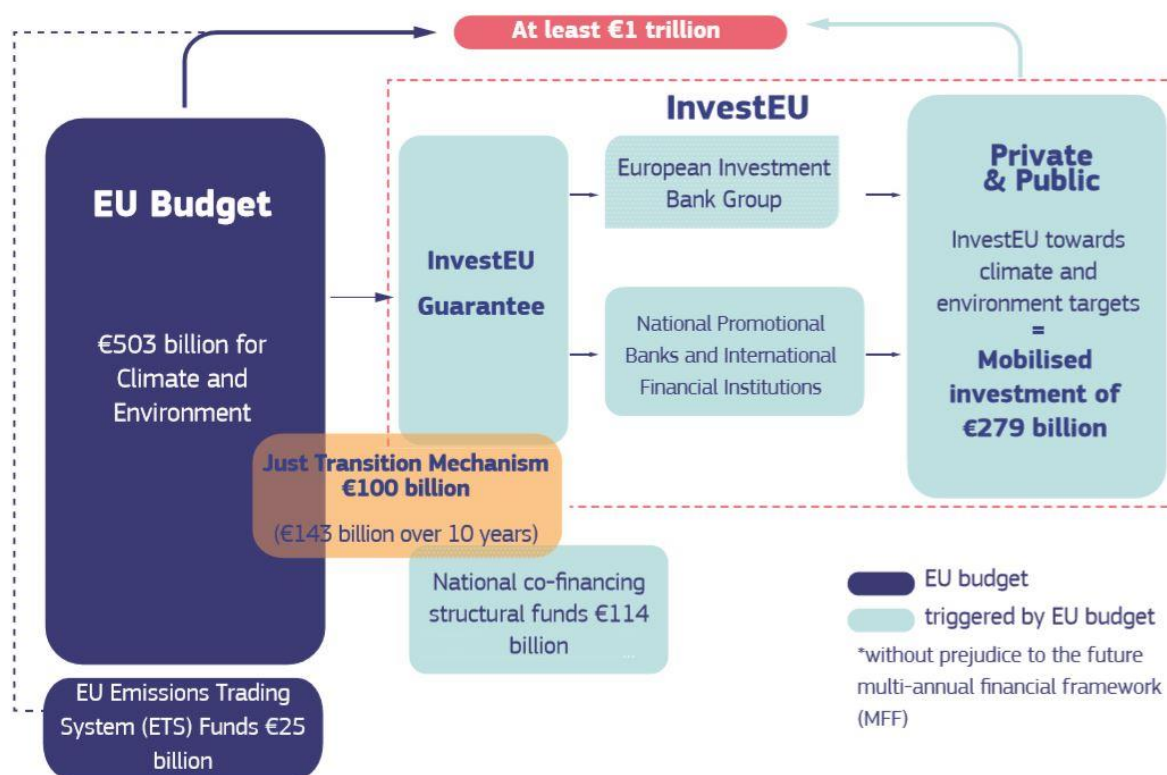 At least €1 trillion
InvestEU
EU Budget
€503 billion for
Climate and
Environment
InvestEU
Guarantee
European Investment
Bank Group
National Promotional
Banks and International
Financial Institutions
Private
& Public
InvestEU towards
climate and
environment targets
=
Mobilised
investment of
€279 billion
Just Transition Mechanism
€100 billion
(€143 billion over 10 years)
National co-financing
structural funds €114
billion
...
EU Emissions Trading
System (ETS) Funds €25
billion
EU budget
triggered by EU budget
*without prejudice to the future
multi-annual financial framework
(MFF)